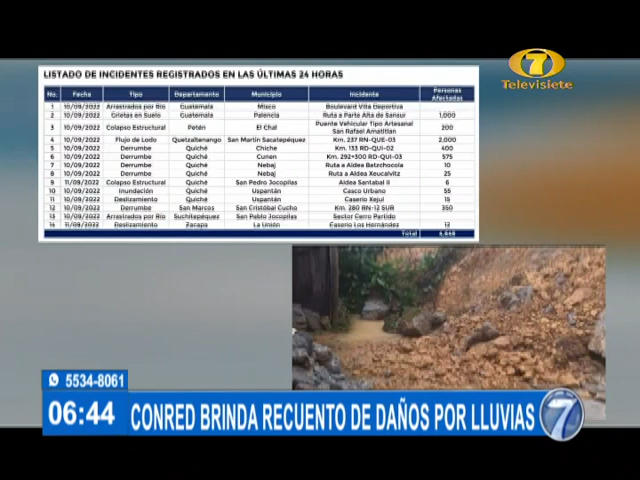 LISTADO DE INCIDENTES REGISTRADOS EN LAS ÚLTIMAS 24 HORAS
No. Fecha Tipo Departamento Municipio Incidente Personas Afectadas
1 10/09/2022 Arrastrados por Río Guatemala Mixco Boulevard Villa Deportiva
2 10/09/2022 Grietas en Suelo Guatemala Palencia Ruta a Parte Alta de Sansur 1,000
3 10/09/2022 Colapso Estructural Petén El Chal Puente Vehicular Tipo Artesanal San Rafael Amatitlan 200
4 10/09/2022 Flujo de Lodo Quetzaltenango San Martín Sacatepéquez Km. 237 RN-QUE-03 2,000
5 10/09/2022 Derrumbe Quiché Chiche Km. 133 RD-QUI-02 400
6 10/09/2022 Derrumbe Quiché Cunen Km. 292+300 RD-QUI-03 575
7 10/09/2022 Derrumbe Quiché Nebaj Ruta a Aldea Batzchocola 10
8 10/09/2022 Derrumbe Quiché Nebaj Ruta a Aldea Xeucalvitz 25
9 11/09/2022 Colapso Estructural Quiché San Pedro Jocopilas Aldea Santabal II 6
10 10/09/2022 Inundación Quiché Uspantán Casco Urbano 55
11 10/09/2022 Deslizamiento Quiché Uspantán Caserio Xejul 15
12 10/09/2022 Derrumbe San Marcos San Cristóbal Cucho Km. 280 RN-12 SUR 350
13 10/09/2022 Arrastrados por Río Suchitepéquez San Pablo Jocopilas Sector Cerro Partido
14 11/09/2022 Deslizamiento Zacapa La Unión Caserío Los Hernández 12
Total
7
Televisiete
5534-8061
06:44 CONRED BRINDA RECUENTO DE DAÑOS POR LLUVIAS 7